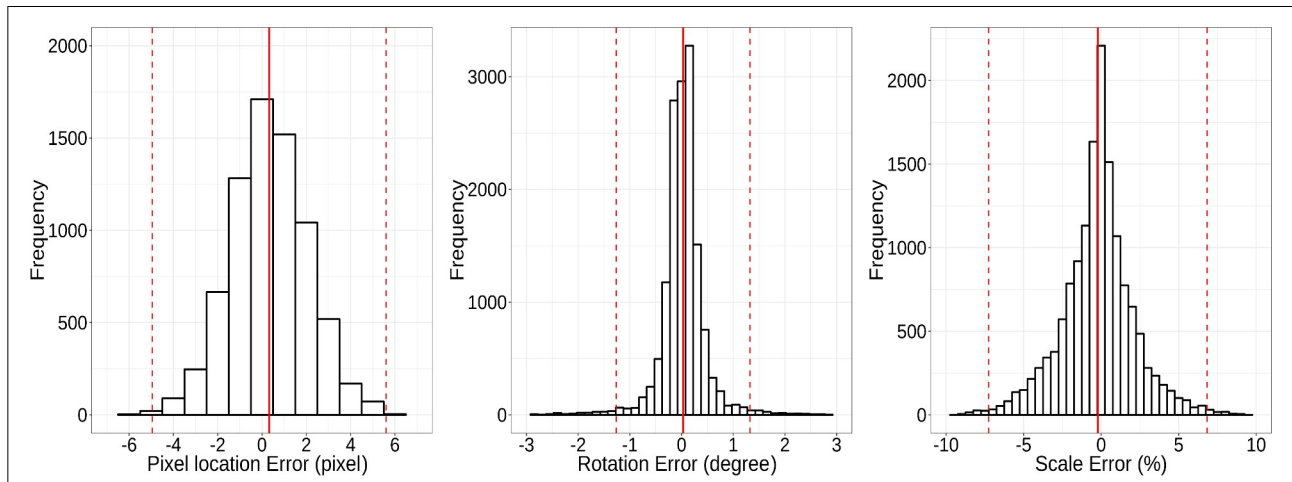 Frequency
2000
1500
1000
500
0
-6 -4 -2 0 2 4 6
Pixel location Error (pixel)
Frequency
3000
2000
1000
0
-3 -2 -1 0 1 2 3
Rotation Error (degree)
Frequency
2000
1500
1000
500
0
-10 -5 0 5 10
Scale Error (%)